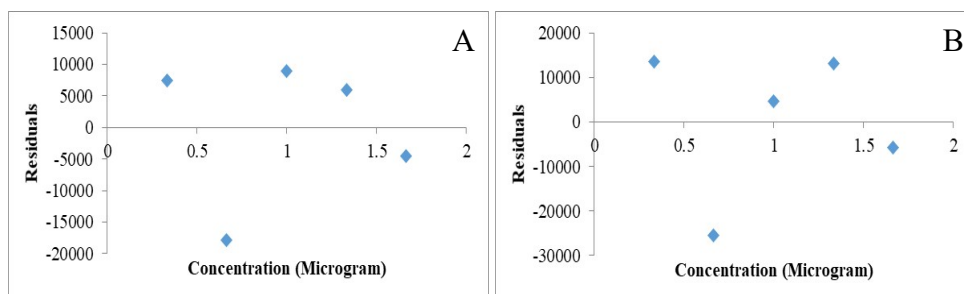 A
15000
10000
5000
0
-5000
-10000
-15000
-20000
0 0.5 1 1.5 2
Residuals
Concentration (Microgram)
B
20000
10000
0
-10000
-20000
-30000
0 0.5 1 1.5 2
Residuals
Concentration (Microgram)